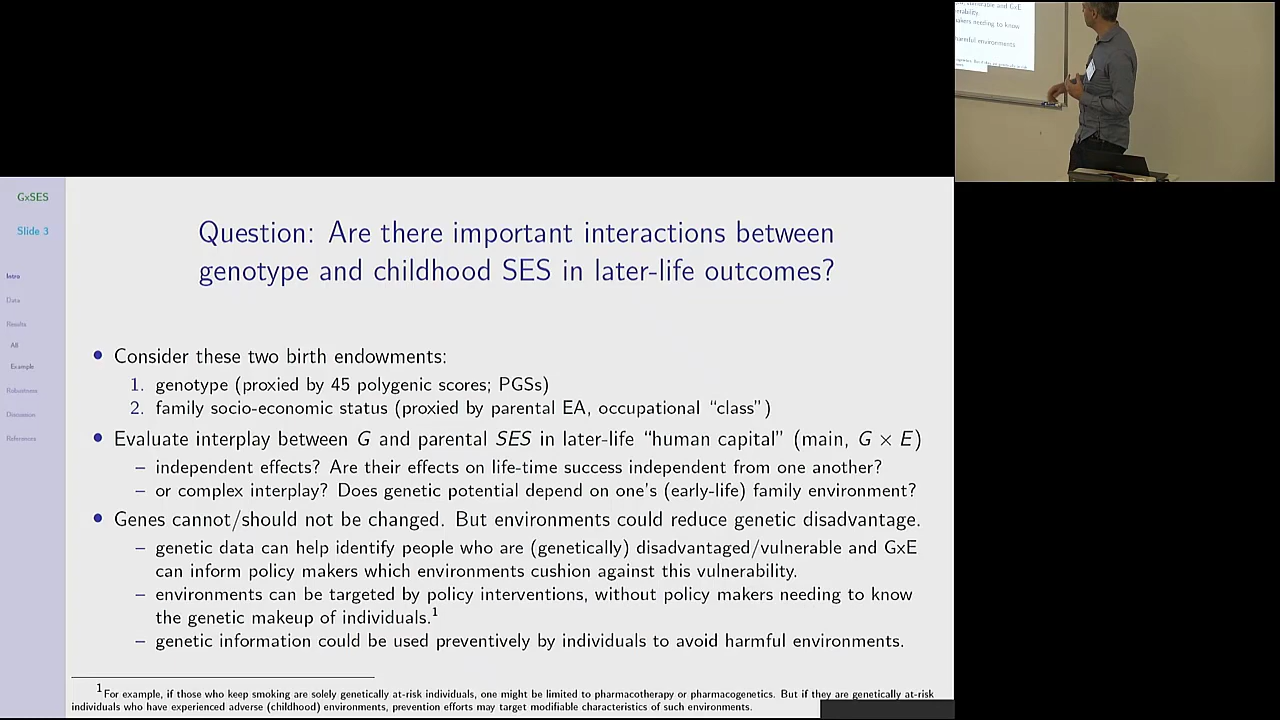 GxSES
Slide 3
Intro
Data
Results
All
Example
Robustness
Discussion
References
Question: Are there important interactions between
genotype and childhood SES in later-life outcomes?
• Consider these two birth endowments:
1. genotype (proxied by 45 polygenic scores; PGSs)
2. family socio-economic status (proxied by parental EA, occupational “class”)
• Evaluate interplay between G and parental SES in later-life “human capital” (main, G × E)
– independent effects? Are their effects on life-time success independent from one another?
– or complex interplay? Does genetic potential depend on one's (early-life) family environment?
• Genes cannot/should not be changed. But environments could reduce genetic disadvantage.
– genetic data can help identify people who are (genetically) disadvantaged/vulnerable and GxE
can inform policy makers which environments cushion against this vulnerability.
– environments can be targeted by policy interventions, without policy makers needing to know
the genetic makeup of individuals.¹
– genetic information could be used preventively by individuals to avoid harmful environments.
¹For example, if those who keep smoking are solely genetically at-risk individuals, one might be limited to pharmacotherapy or pharmacogenetics. But if they are genetically at-risk
individuals who have experienced adverse (childhood) environments, prevention efforts may target modifiable characteristics of such environments.
vulnerable and GxE
makers needing to know
harmful environments